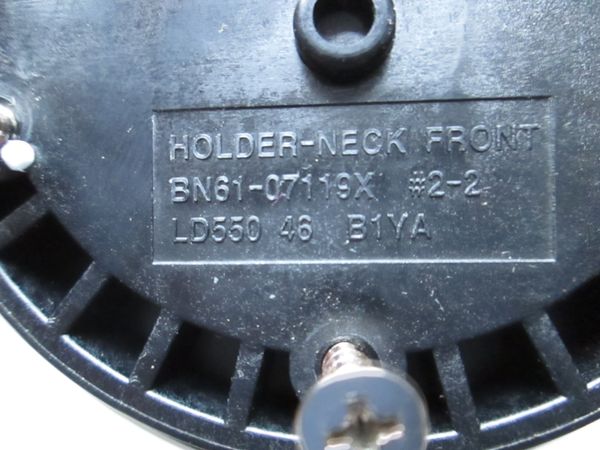 HOLDER-NECK FRONT
BN61-07119X #2-2
LD550 46 B1YA